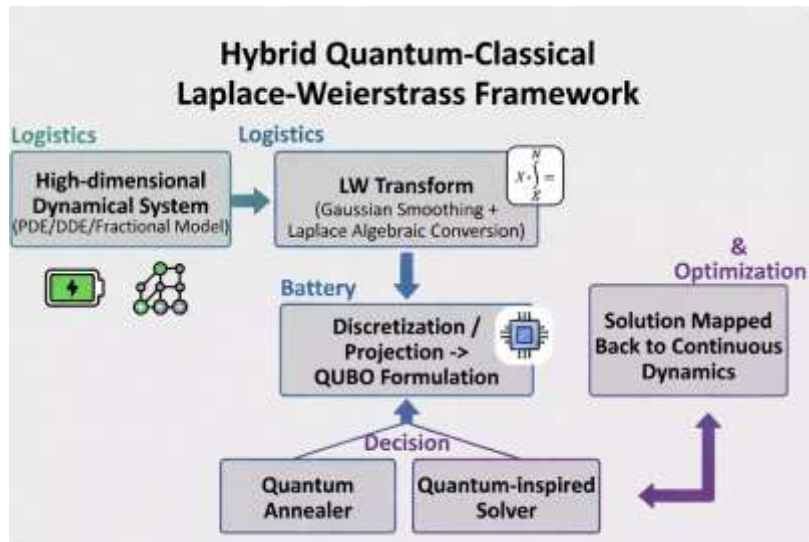 Hybrid Quantum-Classical
Laplace-Weierstrass Framework
Logistics
High-dimensional
Dynamical System
(PDE/DDE/Fractional Model)
Logistics
LW Transform
(Gaussian Smoothing +
Laplace Algebraic Conversion)
Battery
Discretization /
Projection ->
QUBO Formulation
&
Optimization
Solution Mapped
Back to Continuous
Dynamics
Decision
Quantum
Annealer
Quantum-inspired
Solver